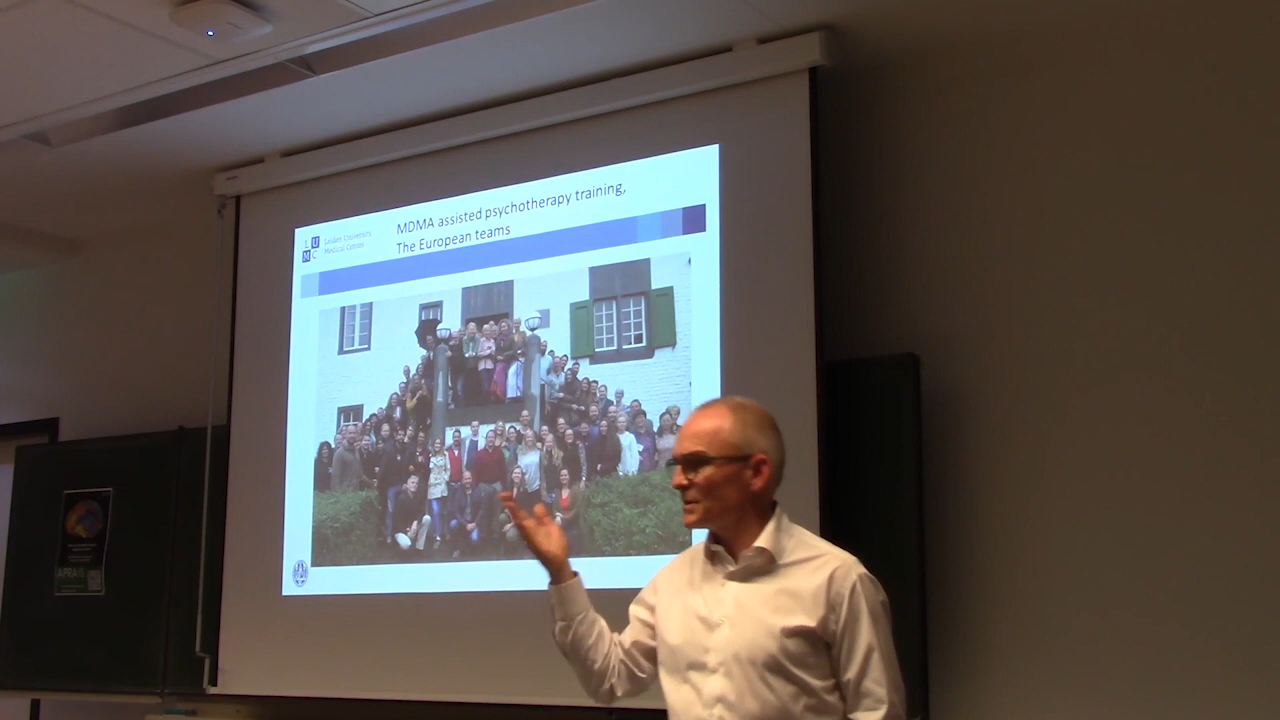 MDMA assisted psychotherapy training,
The European teams
L U
M C
Leiden University
Medical Center
APRA